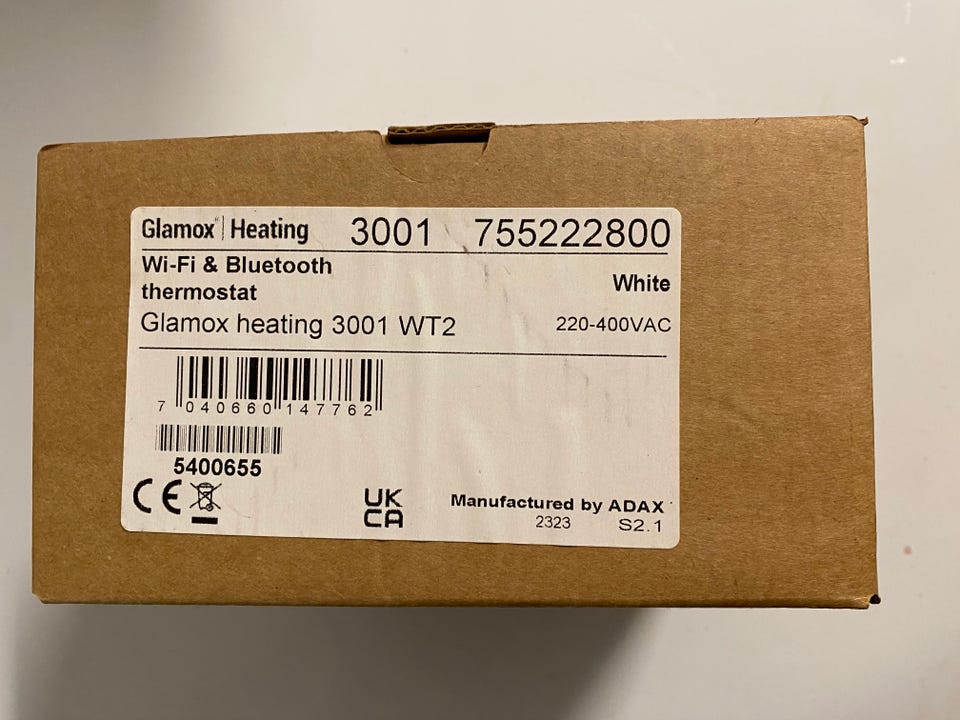 Glamox | Heating 3001 755222800
Wi-Fi & Bluetooth
thermostat White
Glamox heating 3001 WT2 220-400VAC
7 040660 147762
5400655
CE UK
CA
Manufactured by ADAX
2323 S2.1